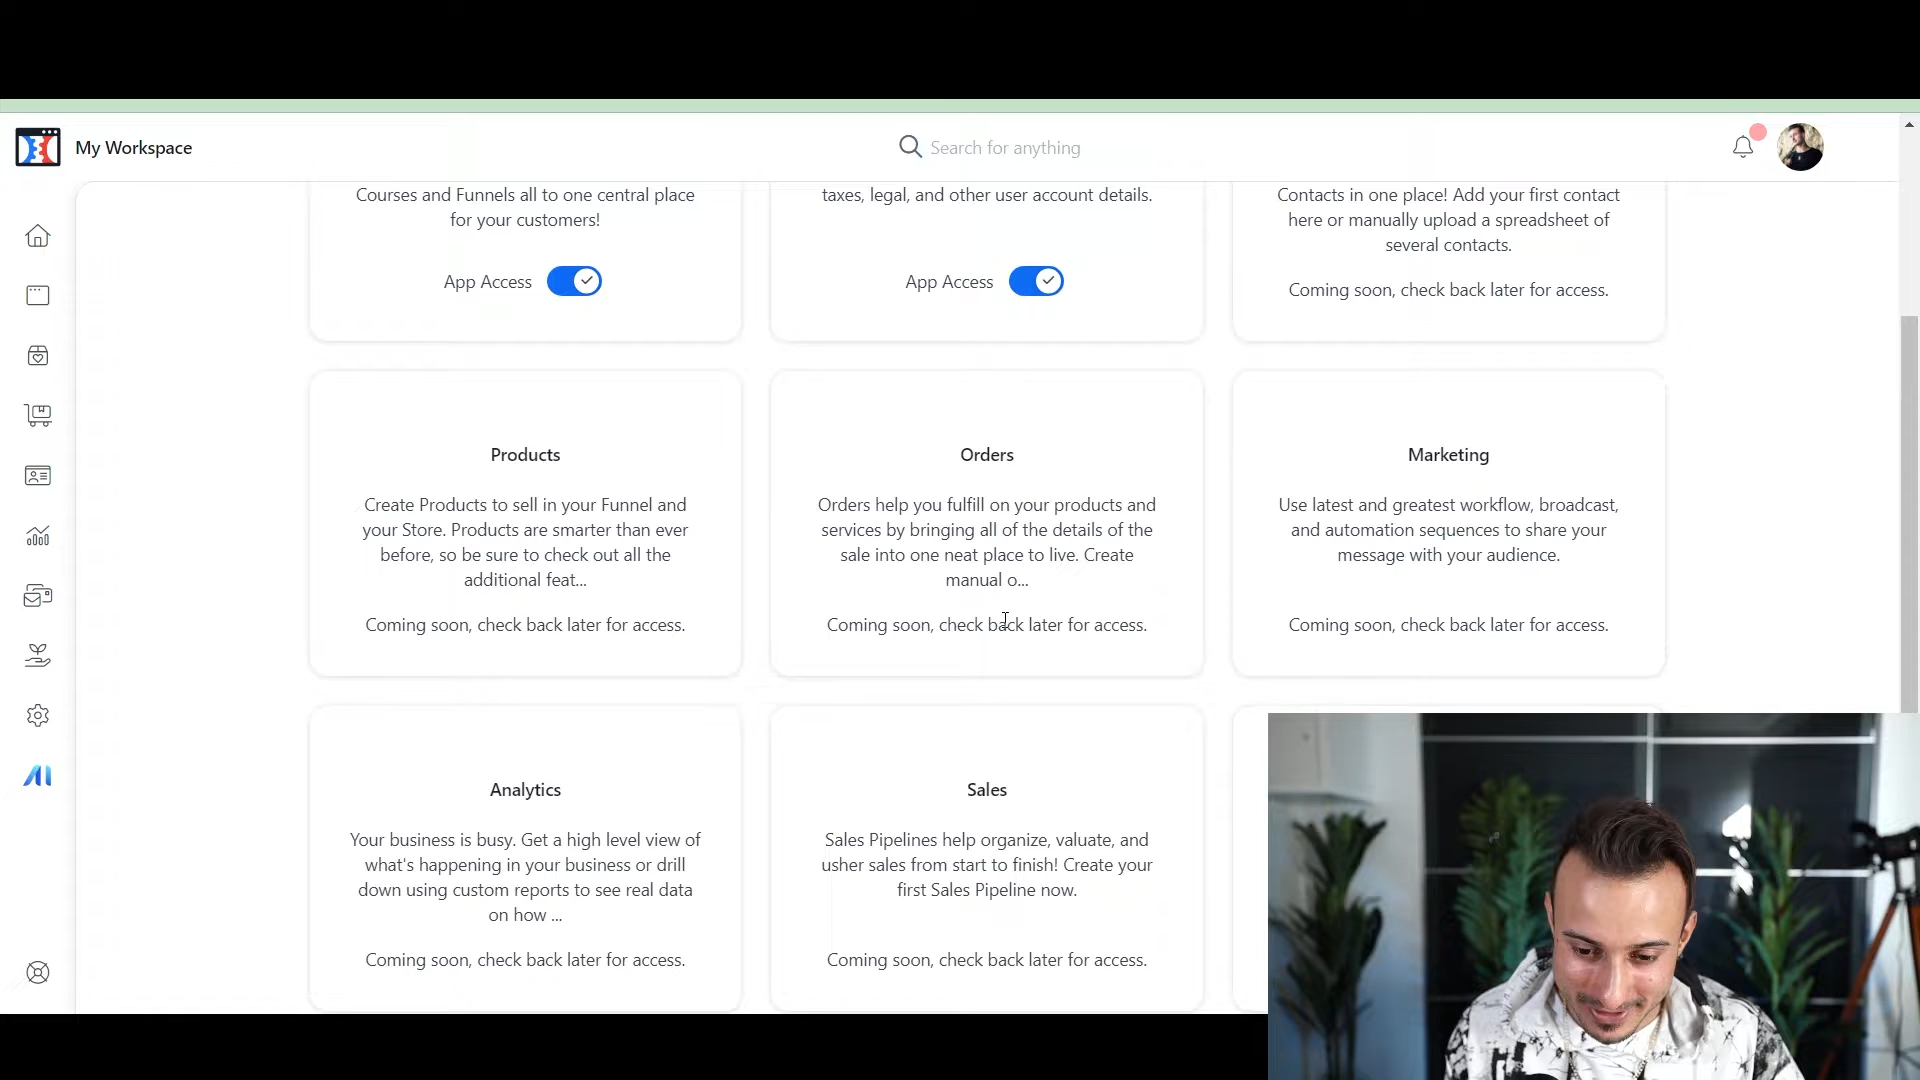 My Workspace
Search for anything
Courses and Funnels all to one central place
for your customers!
App Access
taxes, legal, and other user account details.
App Access
Contacts in one place! Add your first contact
here or manually upload a spreadsheet of
several contacts.
Coming soon, check back later for access.
Products
Create Products to sell in your Funnel and
your Store. Products are smarter than ever
before, so be sure to check out all the
additional feat...
Coming soon, check back later for access.
Orders
Orders help you fulfill on your products and
services by bringing all of the details of the
sale into one neat place to live. Create
manual o...
Coming soon, check back later for access.
Marketing
Use latest and greatest workflow, broadcast,
and automation sequences to share your
message with your audience.
Coming soon, check back later for access.
Analytics
Your business is busy. Get a high level view of
what's happening in your business or drill
down using custom reports to see real data
on how ...
Coming soon, check back later for access.
Sales
Sales Pipelines help organize, valuate, and
usher sales from start to finish! Create your
first Sales Pipeline now.
Coming soon, check back later for access.
AI